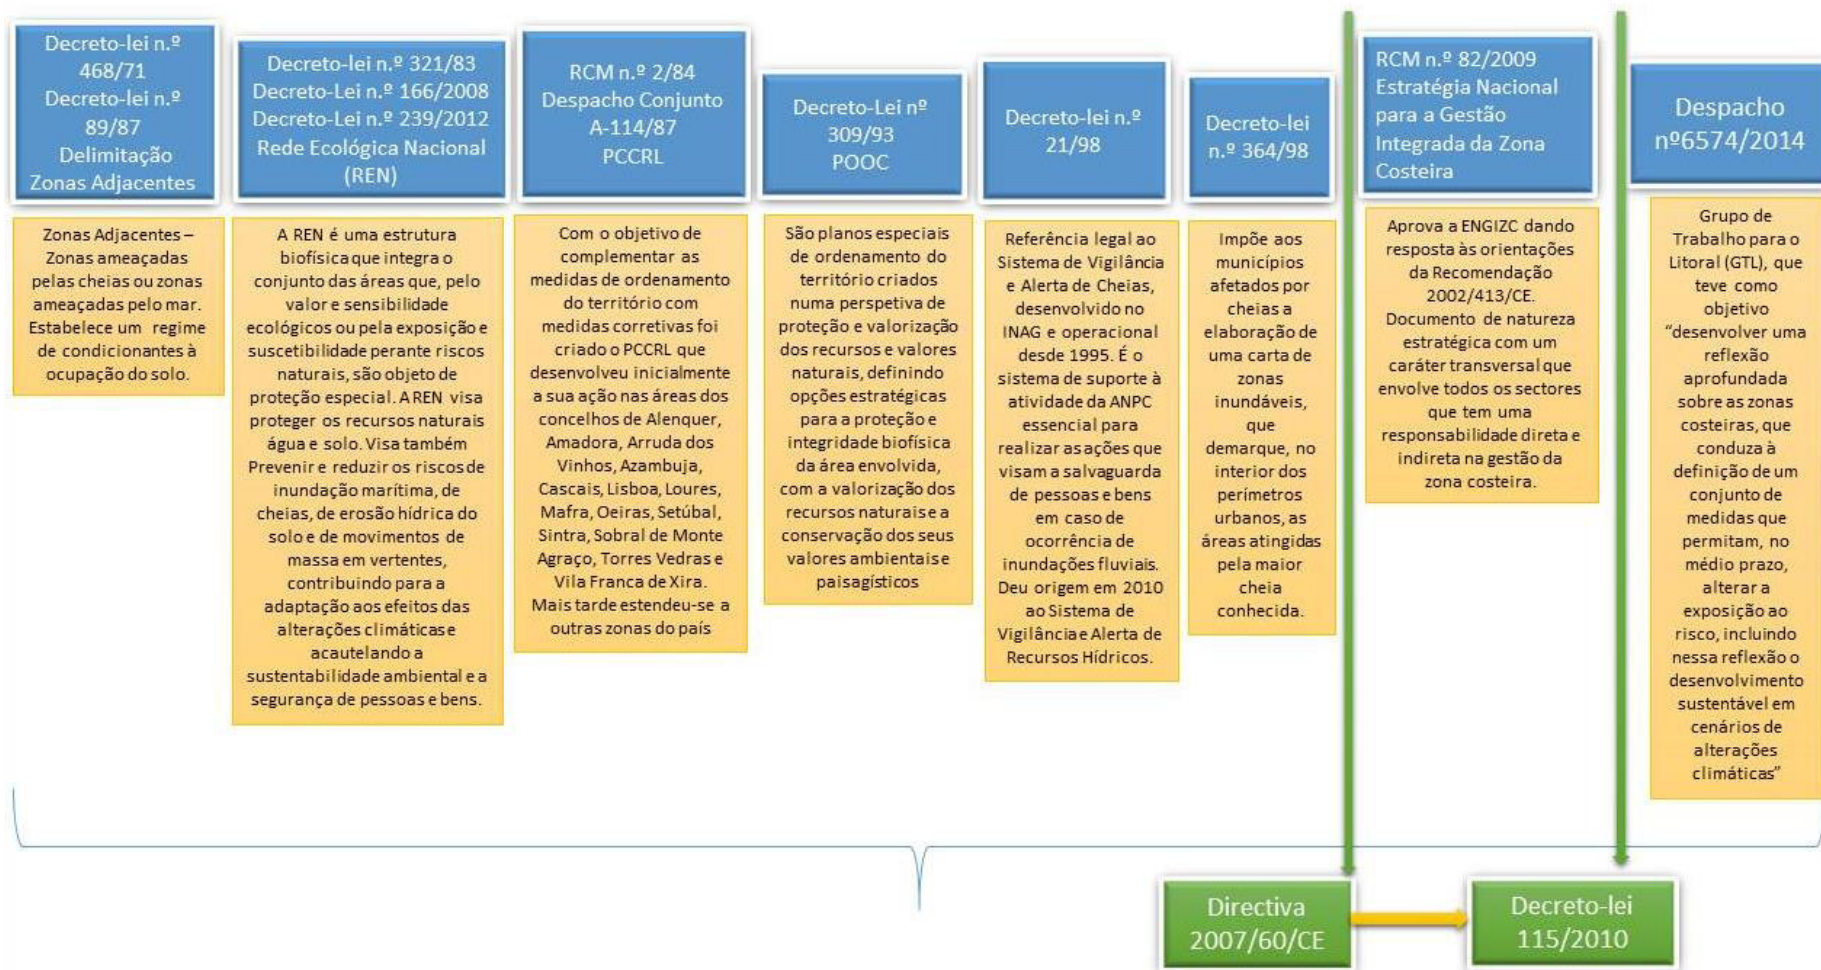 Decreto-lei n.º
468/71
Decreto-lei n.º
89/87
Delimitação
Zonas Adjacentes
Zonas Adjacentes –
Zonas ameaçadas
pelas cheias ou zonas
ameaçadas pelo mar.
Estabelece um regime
de condicionantes à
ocupação do solo.
Decreto-lei n.º 321/83
Decreto-Lei n.º 166/2008
Decreto-Lei n.º 239/2012
Rede Ecológica Nacional
(REN)
A REN é uma estrutura
biofísica que integra o
conjunto das áreas que, pelo
valor e sensibilidade
ecológicos ou pela exposição e
suscetibilidade perante riscos
naturais, são objeto de
proteção especial. A REN visa
proteger os recursos naturais
água e solo. Visa também
Prevenir e reduzir os riscos de
inundação marítima, de
cheias, de erosão hídrica do
solo e de movimentos de
massa em vertentes,
contribuindo para a
adaptação aos efeitos das
alterações climáticas e
acautelando a
sustentabilidade ambiental e a
segurança de pessoas e bens.
RCM n.º 2/84
Despacho Conjunto
A-114/87
PCCRL
Com o objetivo de
complementar as
medidas de ordenamento
do território com
medidas corretivas foi
criado o PCCRL que
desenvolveu inicialmente
a sua ação nas áreas dos
concelhos de Alenquer,
Amadora, Arruda dos
Vinhos, Azambuja,
Cascais, Lisboa, Loures,
Mafra, Oeiras, Setúbal,
Sintra, Sobral de Monte
Agraço, Torres Vedras e
Vila Franca de Xira.
Mais tarde estendeu-se a
outras zonas do país
Decreto-Lei nº
309/93
POOC
São planos especiais
de ordenamento do
território criados
numa perspetiva de
proteção e valorização
dos recursos e valores
naturais, definindo
opções estratégicas
para a proteção e
integridade biofísica
da área envolvida,
com a valorização dos
recursos naturais e a
conservação dos seus
valores ambientais e
paisagísticos
Decreto-lei n.º
21/98
Referência legal ao
Sistema de Vigilância
e Alerta de Cheias,
desenvolvido no
INAG e operacional
desde 1995. É o
sistema de suporte à
atividade da ANPC
essencial para
realizar as ações que
visam a salvaguarda
de pessoas e bens
em caso de
ocorrência de
inundações fluviais.
Deu origem em 2010
ao Sistema de
Vigilância e Alerta de
Recursos Hídricos.
Decreto-lei
n.º 364/98
Impõe aos
municípios
afetados por
cheias a
elaboração de
uma carta de
zonas
inundáveis,
que
demarque, no
interior dos
perímetros
urbanos, as
áreas atingidas
pela maior
cheia
conhecida.
RCM n.º 82/2009
Estratégia Nacional
para a Gestão
Integrada da Zona
Costeira
Aprova a ENGIZC dando
resposta às orientações
da Recomendação
2002/413/CE.
Documento de natureza
estratégica com um
caráter transversal que
envolve todos os sectores
que tem uma
responsabilidade direta e
indireta na gestão da
zona costeira.
Despacho
nº6574/2014
Grupo de
Trabalho para o
Litoral (GTL), que
teve como
objetivo
“desenvolver uma
reflexão
aprofundada
sobre as zonas
costeiras, que
conduza à
definição de um
conjunto de
medidas que
permitam, no
médio prazo,
alterar a
exposição ao
risco, incluindo
nessa reflexão o
desenvolvimento
sustentável em
cenários de
alterações
climáticas”
Directiva
2007/60/CE
Decreto-lei
115/2010